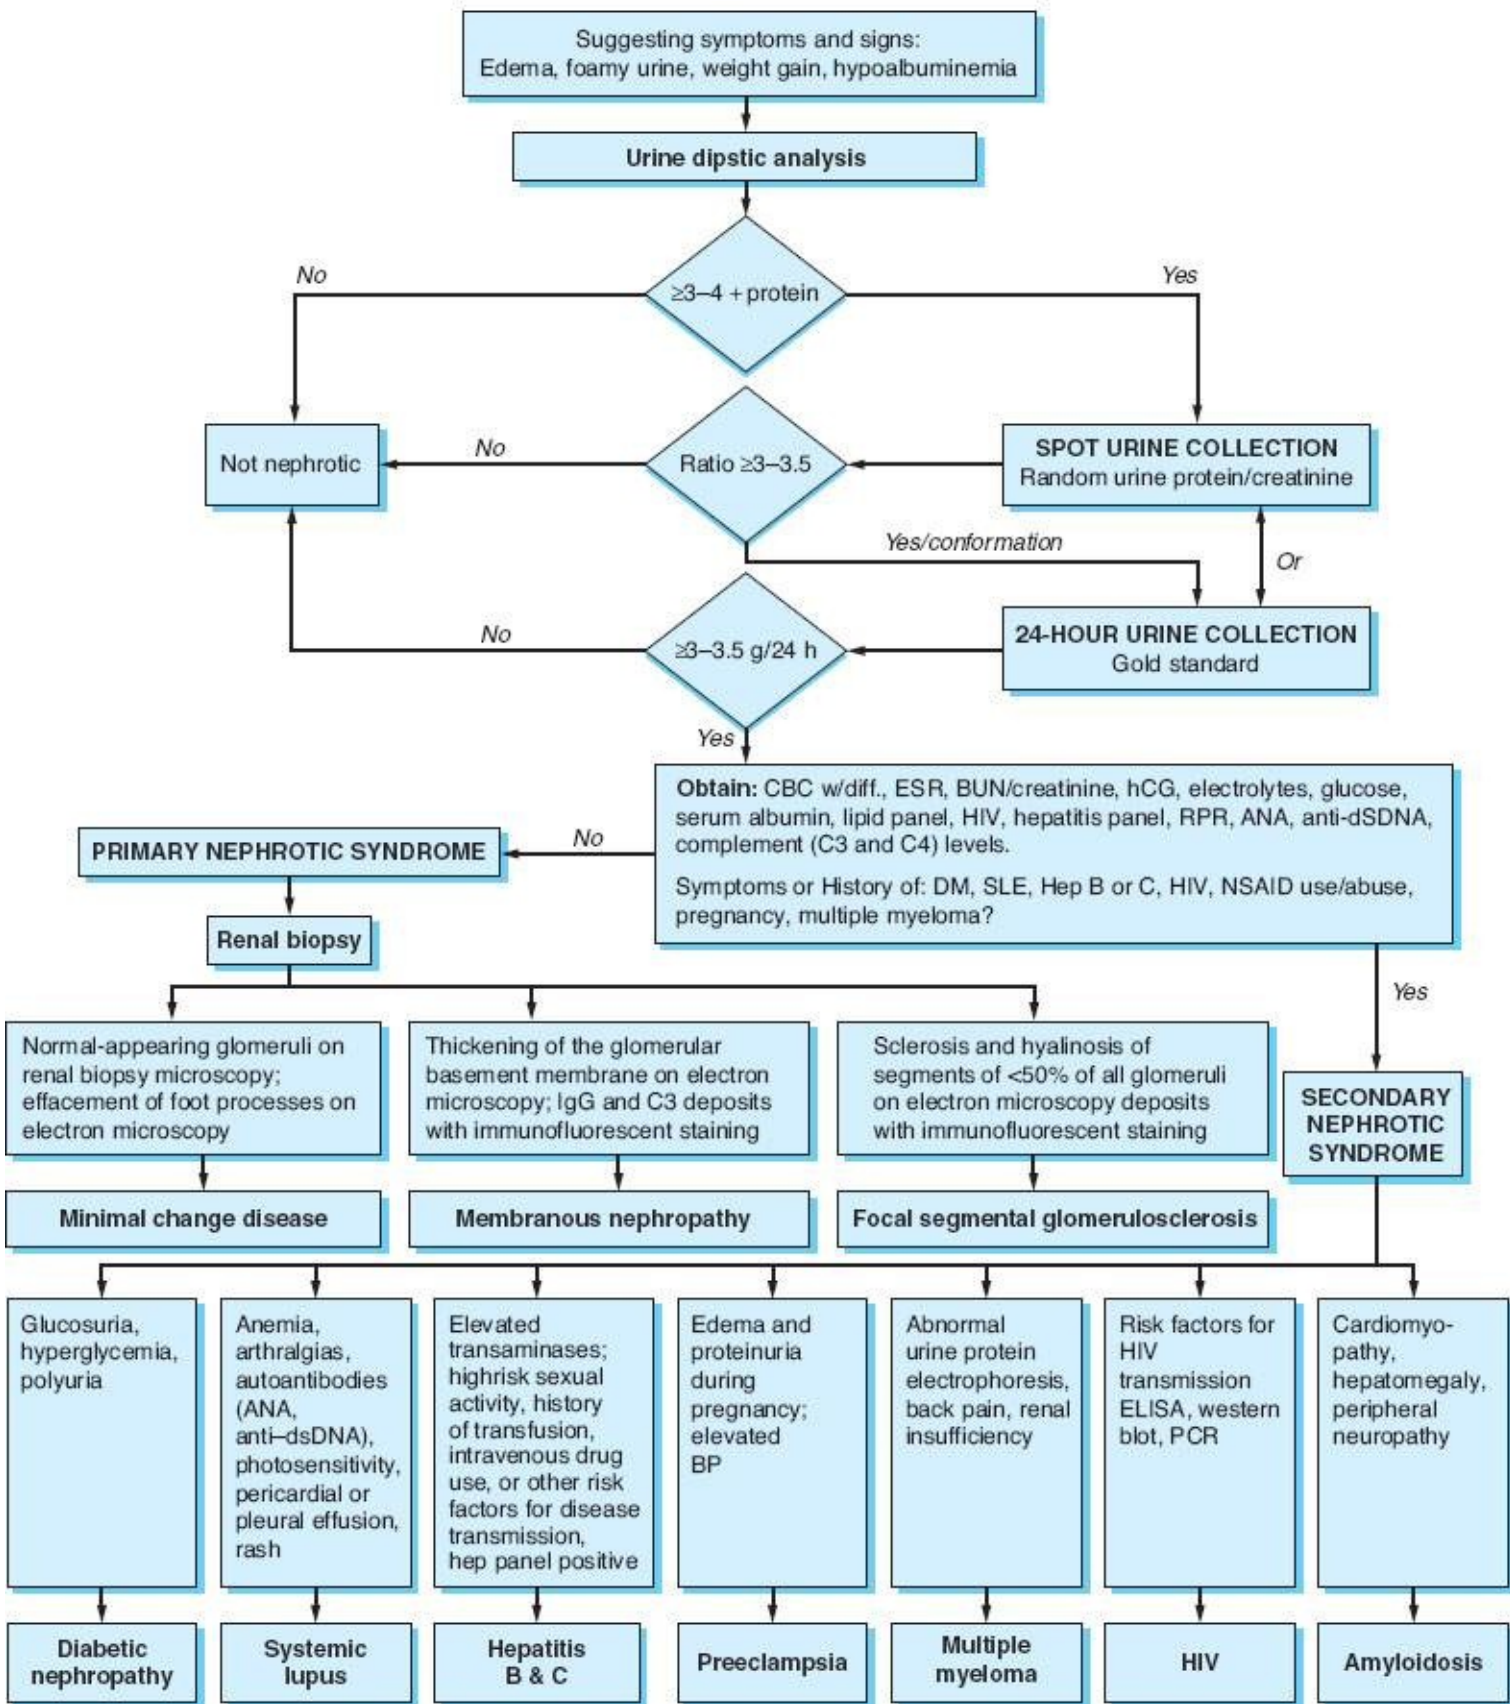 Suggesting symptoms and signs:
Edema, foamy urine, weight gain, hypoalbuminemia
Urine dipstic analysis
≥3–4 + protein
No
Yes
Not nephrotic
No
Ratio ≥3–3.5
SPOT URINE COLLECTION
Random urine protein/creatinine
Yes/conformation
Or
No
≥3–3.5 g/24 h
24-HOUR URINE COLLECTION
Gold standard
Yes
Obtain: CBC w/diff., ESR, BUN/creatinine, hCG, electrolytes, glucose,
serum albumin, lipid panel, HIV, hepatitis panel, RPR, ANA, anti-dSDNA,
complement (C3 and C4) levels.
Symptoms or History of: DM, SLE, Hep B or C, HIV, NSAID use/abuse,
pregnancy, multiple myeloma?
No
PRIMARY NEPHROTIC SYNDROME
Renal biopsy
Yes
Normal-appearing glomeruli on
renal biopsy microscopy;
effacement of foot processes on
electron microscopy
Thickening of the glomerular
basement membrane on electron
microscopy; IgG and C3 deposits
with immunofluorescent staining
Sclerosis and hyalinosis of
segments of <50% of all glomeruli
on electron microscopy deposits
with immunofluorescent staining
SECONDARY
NEPHROTIC
SYNDROME
Minimal change disease
Membranous nephropathy
Focal segmental glomerulosclerosis
Glucosuria,
hyperglycemia,
polyuria
Anemia,
arthralgias,
autoantibodies
(ANA,
anti–dsDNA),
photosensitivity,
pericardial or
pleural effusion,
rash
Elevated
transaminases;
highrisk sexual
activity, history
of transfusion,
intravenous drug
use, or other risk
factors for disease
transmission,
hep panel positive
Edema and
proteinuria
during
pregnancy;
elevated
BP
Abnormal
urine protein
electrophoresis,
back pain, renal
insufficiency
Risk factors for
HIV
transmission
ELISA, western
blot, PCR
Cardiomyo-
pathy,
hepatomegaly,
peripheral
neuropathy
Diabetic
nephropathy
Systemic
lupus
Hepatitis
B & C
Preeclampsia
Multiple
myeloma
HIV
Amyloidosis